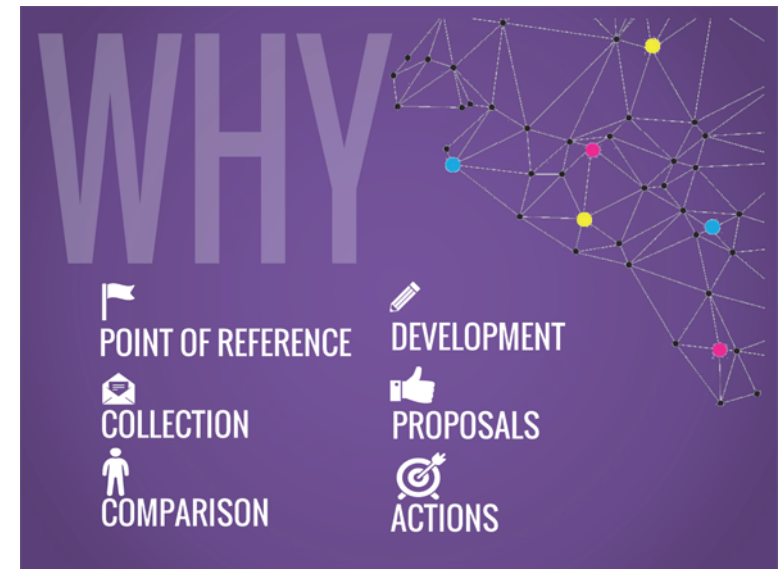 WHY
POINT OF REFERENCE
COLLECTION
COMPARISON
DEVELOPMENT
PROPOSALS
ACTIONS